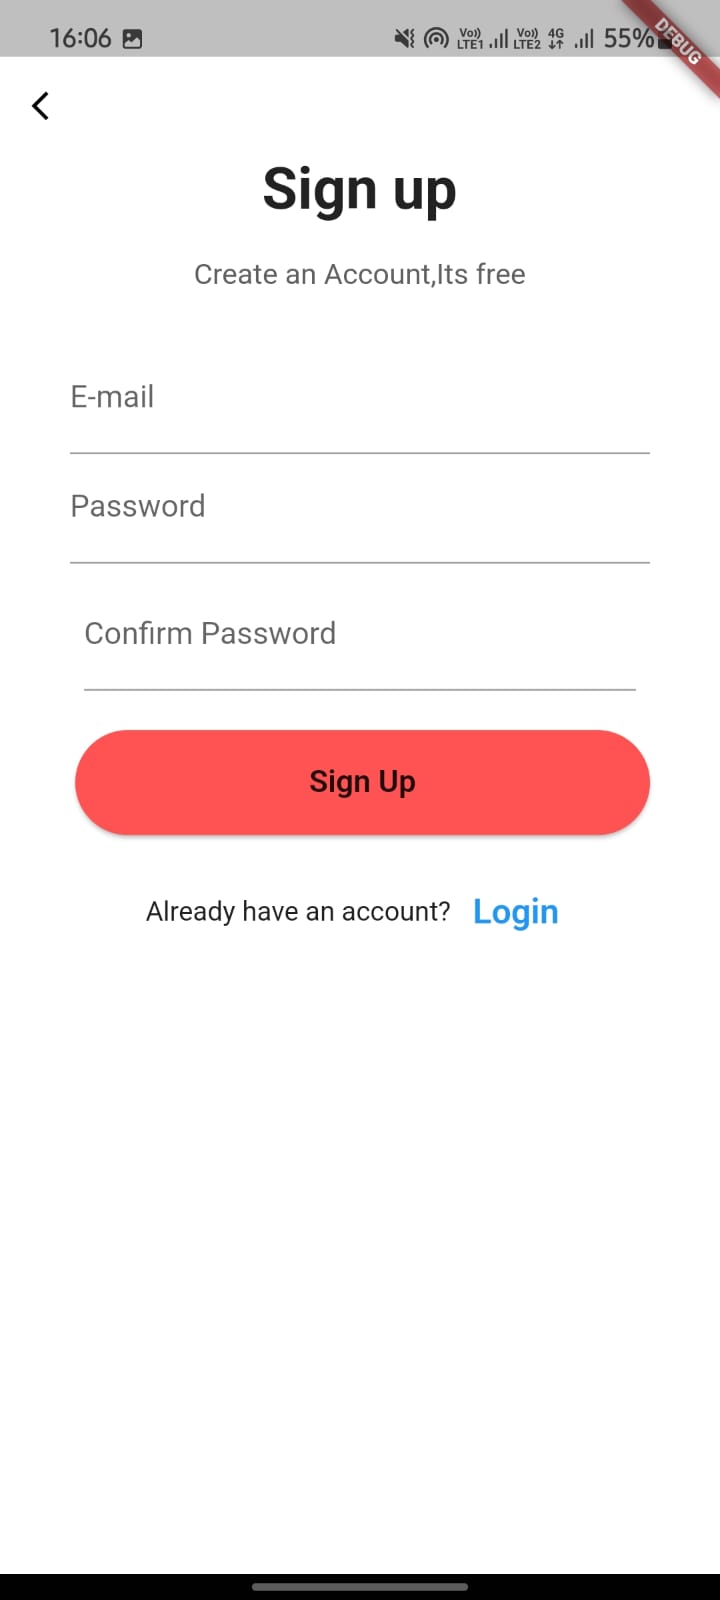 16:06 Vo)) LTE1 Vo)) LTE2 4G 55%
DEBUG
Sign up
Create an Account,Its free
E-mail
Password
Confirm Password
Sign Up
Already have an account? Login